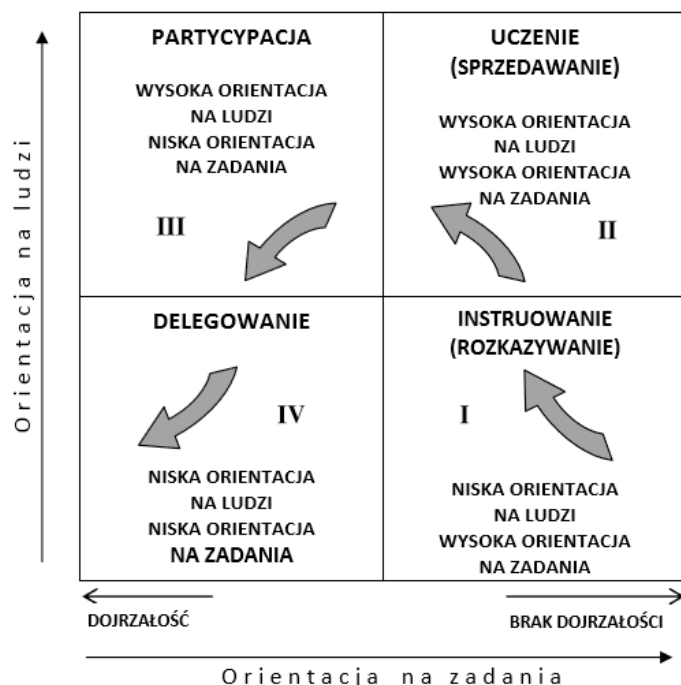 Orientacja na ludzi
PARTYCYPACJA
WYSOKA ORIENTACJA
NA LUDZI
NISKA ORIENTACJA
NA ZADANIA
III
UCZENIE
(SPRZEDAWANIE)
WYSOKA ORIENTACJA
NA LUDZI
WYSOKA ORIENTACJA
NA ZADANIA
II
DELEGOWANIE
IV
NISKA ORIENTACJA
NA LUDZI
NISKA ORIENTACJA
NA ZADANIA
INSTRUOWANIE
(ROZKAZYWANIE)
I
NISKA ORIENTACJA
NA LUDZI
WYSOKA ORIENTACJA
NA ZADANIA
DOJRZAŁOŚĆ
BRAK DOJRZAŁOŚCI
Orientacja na zadania